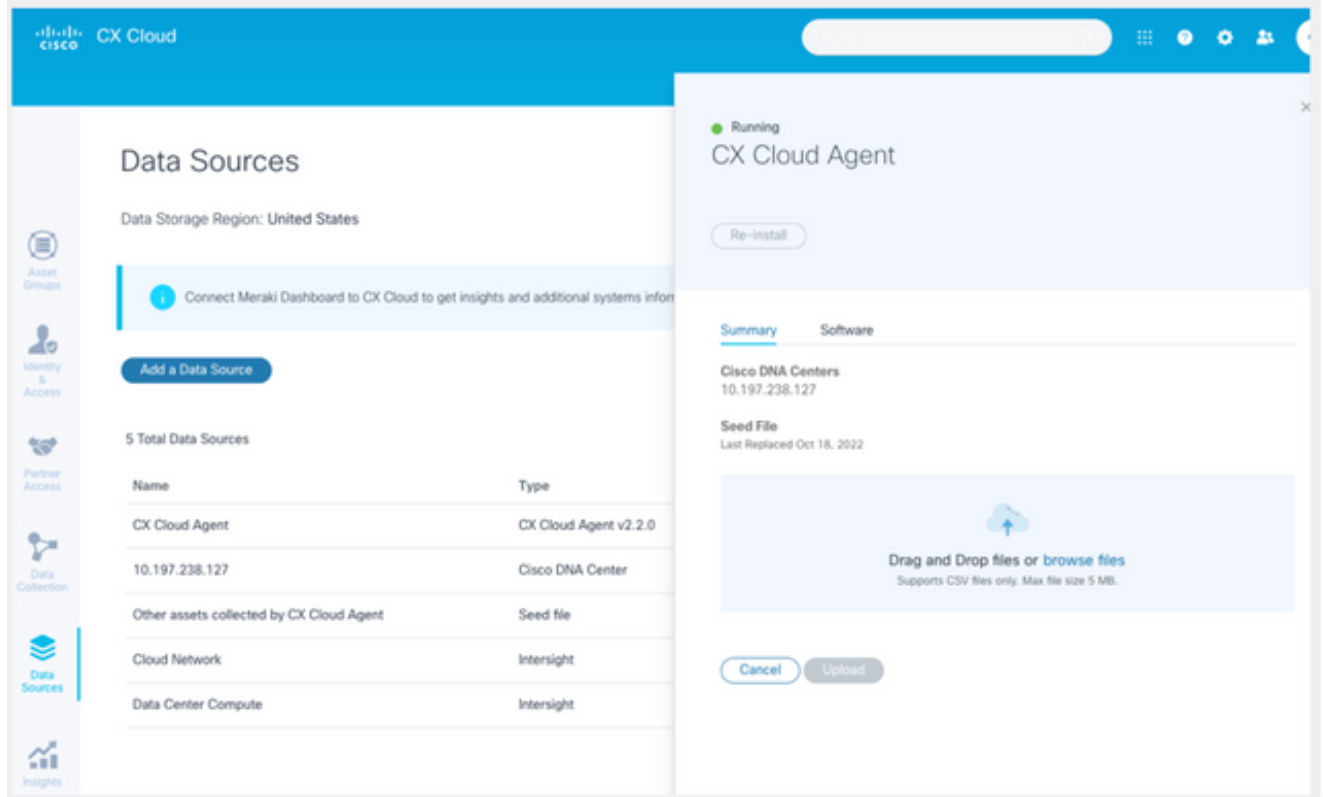 CISCO
CX Cloud
Running
CX Cloud Agent
Re-install
Data Sources
Data Storage Region: United States
Connect Meraki Dashboard to CX Cloud to get insights and additional systems infor
Add a Data Source
5 Total Data Sources
Name
Type
CX Cloud Agent
CX Cloud Agent v2.2.0
10.197.238.127
Cisco DNA Center
Other assets collected by CX Cloud Agent
Seed file
Cloud Network
Intersight
Data Center Compute
Intersight
Asset
Groups
Identity
&
Access
Partner
Access
Data
Collection
Data
Sources
Insights
Summary
Software
Cisco DNA Centers
10.197.238.127
Seed File
Last Replaced Oct 18, 2022
Drag and Drop files or browse files
Supports CSV files only. Max file size 5 MB.
Cancel
Upload